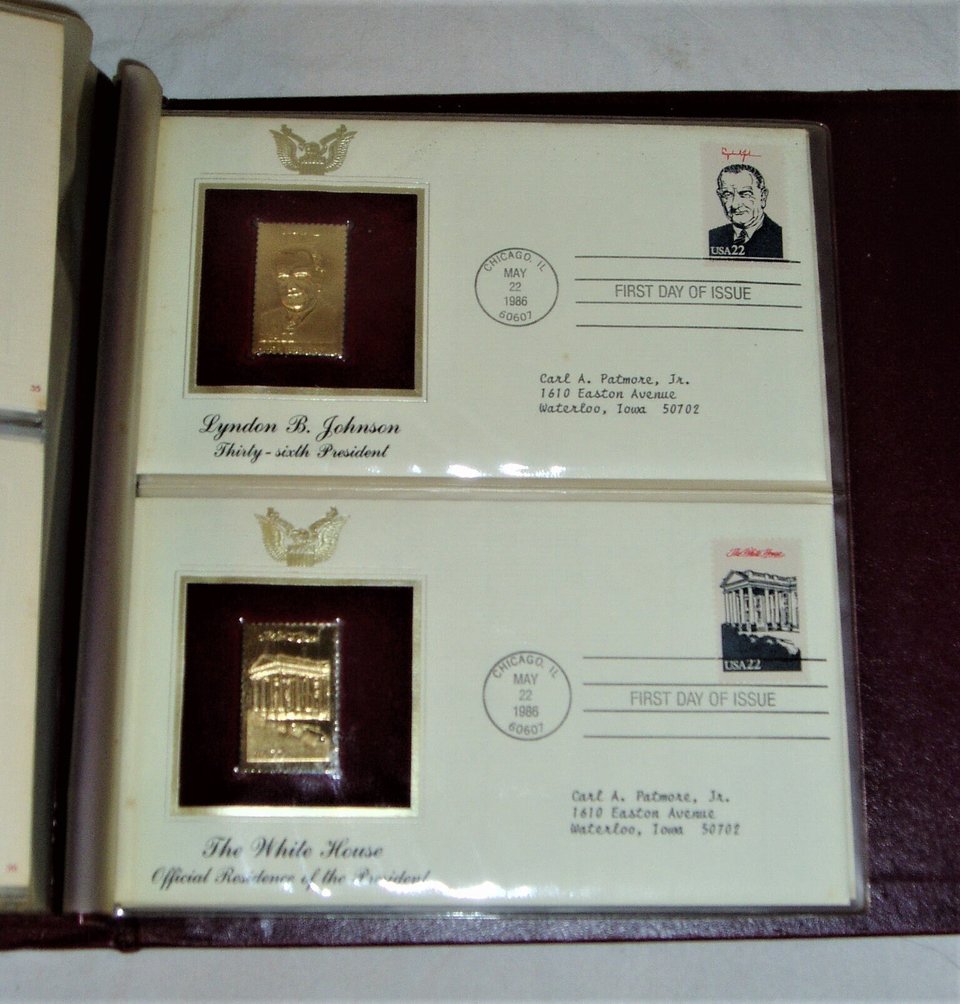 CHICAGO, IL
MAY
22
1986
60607
USA22
FIRST DAY OF ISSUE
Carl A. Patmore, Jr.
1610 Easton Avenue
Waterloo, Iowa 50702
Lyndon B. Johnson
Thirty-sixth President
The White House
USA22
CHICAGO, IL
MAY
22
1986
60607
FIRST DAY OF ISSUE
Carl A. Patmore, Jr.
1610 Easton Avenue
Waterloo, Iowa 50702
The White House
Official Residence of the President